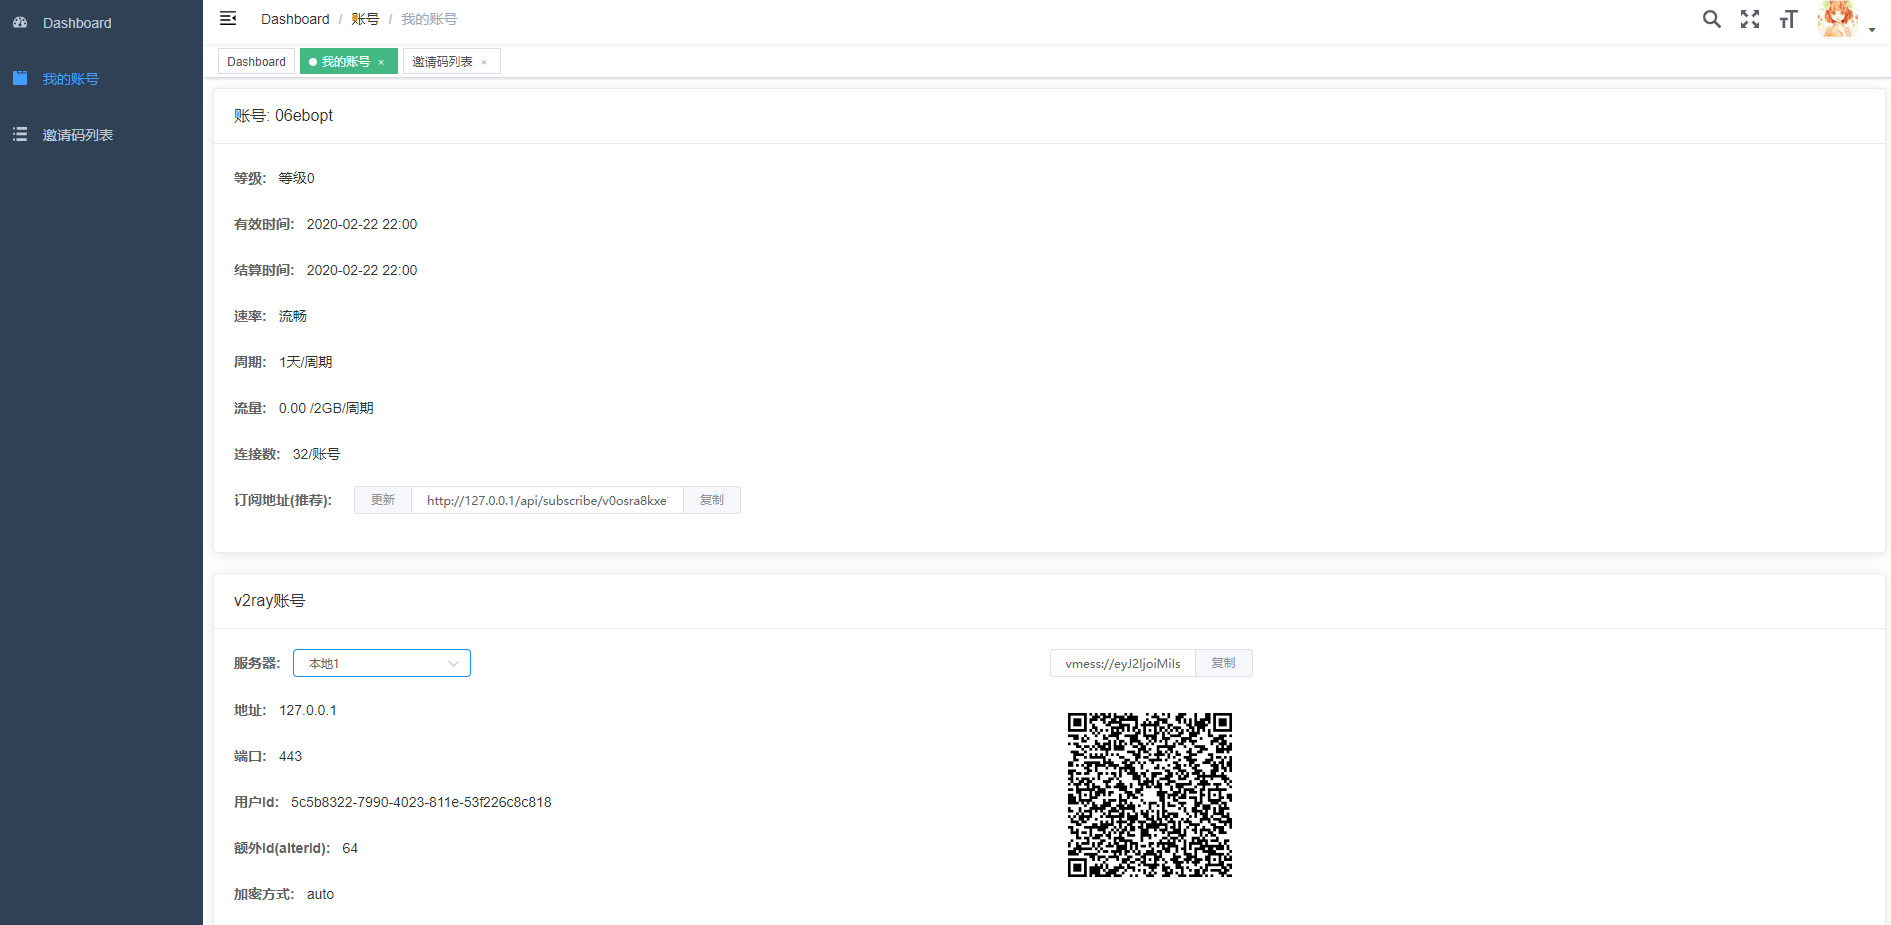 Dashboard
我的账号
邀请码列表
Dashboard / 账号 / 我的账号
Dashboard
我的账号 ×
邀请码列表 ×
账号: 06ebopt
等级: 等级0
有效时间: 2020-02-22 22:00
结算时间: 2020-02-22 22:00
速率: 流畅
周期: 1天/周期
流量: 0.00 /2GB/周期
连接数: 32/账号
订阅地址(推荐): 更新 http://127.0.0.1/api/subscribe/v0osra8kxe 复制
v2ray账号
服务器: 本地1
vmess://eyJ2IjoiMiIs 复制
地址: 127.0.0.1
端口: 443
用户Id: 5c5b8322-7990-4023-811e-53f226c8c818
额外Id(alterId): 64
加密方式: auto